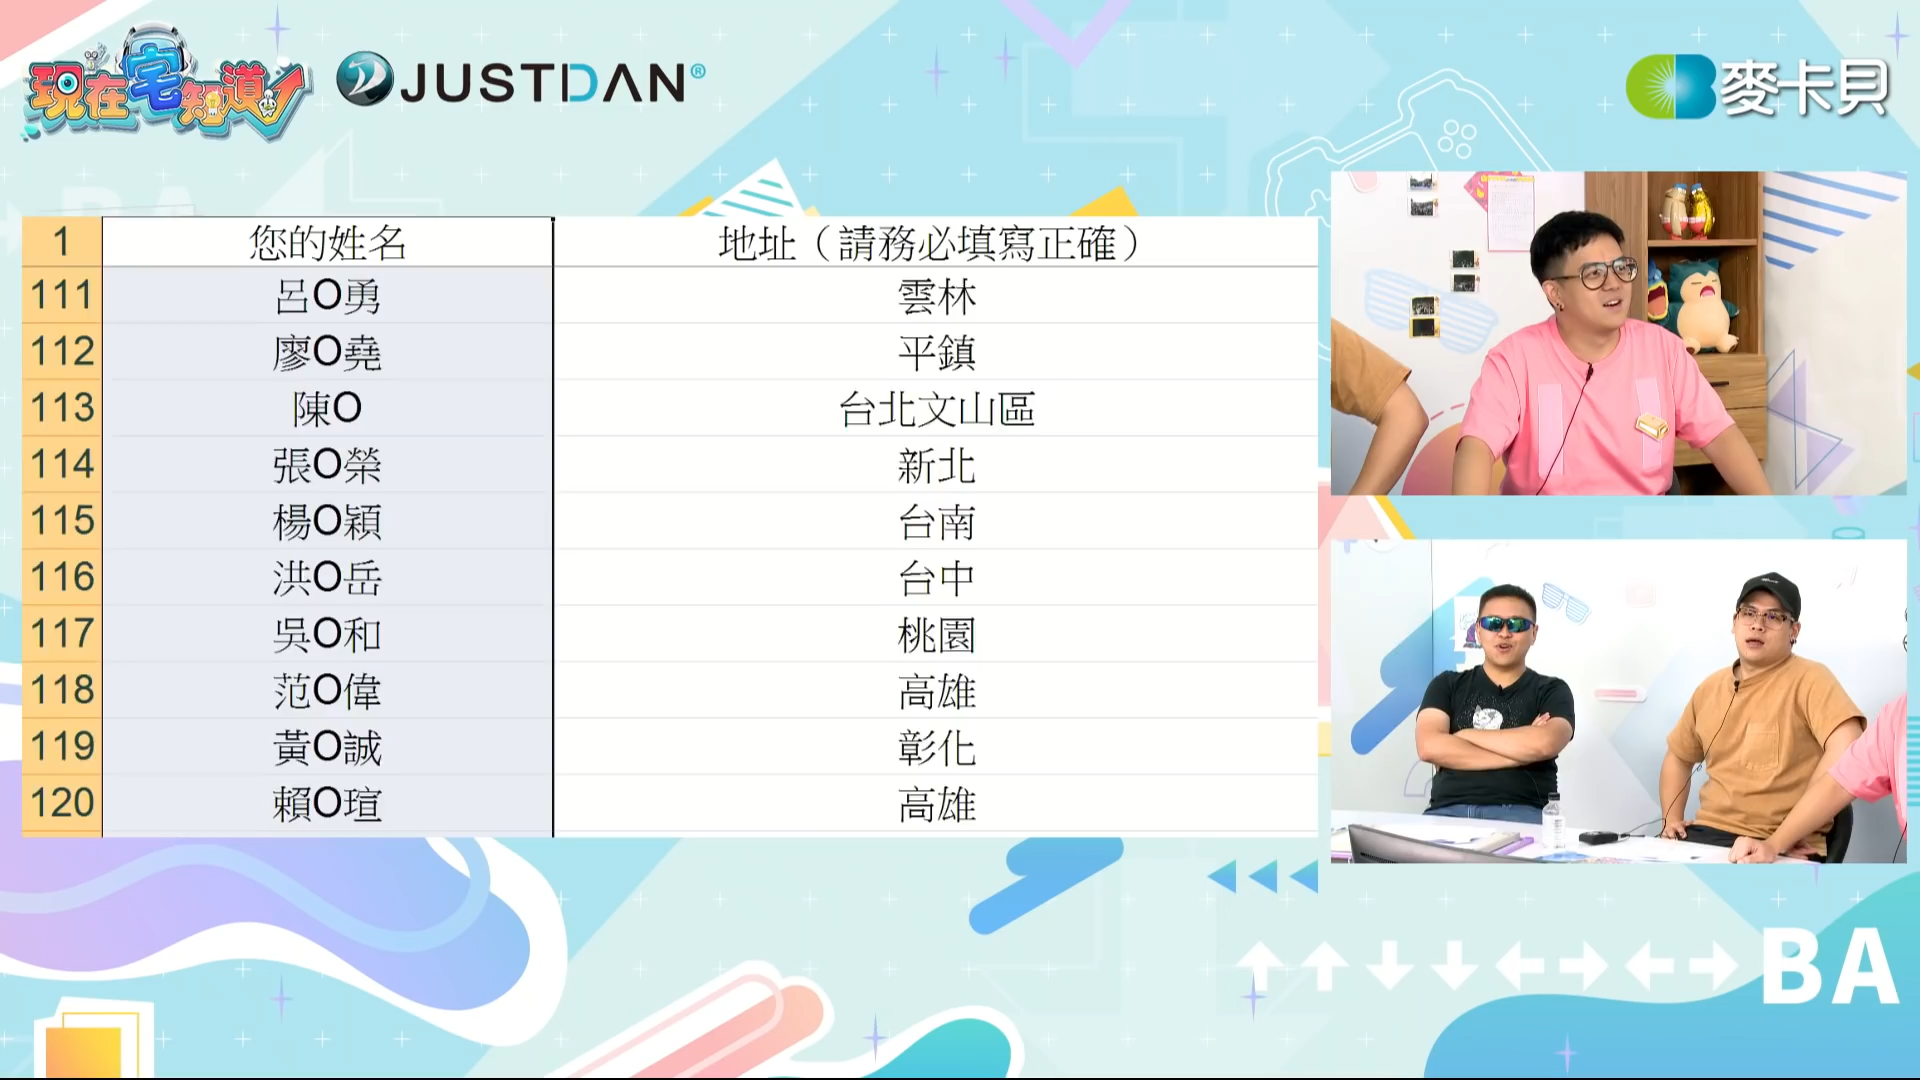 現在宅知道
JUSTDAN®
麥卡貝
1 您的姓名 地址（請務必填寫正確）
111 呂O勇 雲林
112 廖O堯 平鎮
113 陳O 台北文山區
114 張O榮 新北
115 楊O穎 台南
116 洪O岳 台中
117 吳O和 桃園
118 范O偉 高雄
119 黃O誠 彰化
120 賴O瑄 高雄
↑↑↓↓←→←→BA